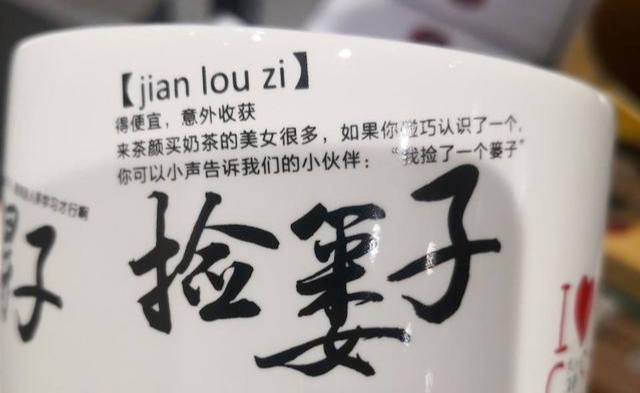 【jian lou zi】
得便宜，意外收获
来茶颜买奶茶的美女很多，如果你碰巧认识了一个，
你可以小声告诉我们的小伙伴：“我捡了一个篓子”
捡篓子
子
I ❤
C